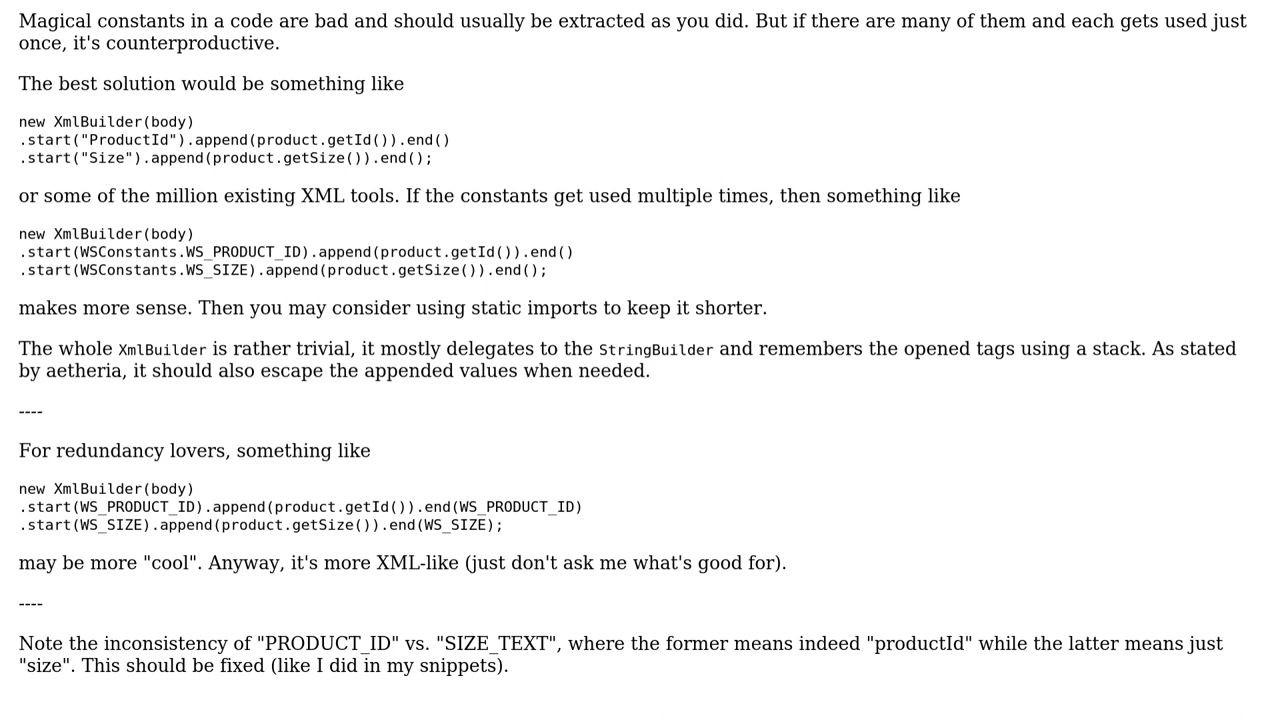 Magical constants in a code are bad and should usually be extracted as you did. But if there are many of them and each gets used just
once, it's counterproductive.
The best solution would be something like
new XmlBuilder(body)
.start("ProductId").append(product.getId()).end()
.start("Size").append(product.getSize()).end();
or some of the million existing XML tools. If the constants get used multiple times, then something like
new XmlBuilder(body)
.start(WSConstants.WS_PRODUCT_ID).append(product.getId()).end()
.start(WSConstants.WS_SIZE).append(product.getSize()).end();
makes more sense. Then you may consider using static imports to keep it shorter.
The whole XmlBuilder is rather trivial, it mostly delegates to the StringBuilder and remembers the opened tags using a stack. As stated
by aetheria, it should also escape the appended values when needed.
----
For redundancy lovers, something like
new XmlBuilder(body)
.start(WS_PRODUCT_ID).append(product.getId()).end(WS_PRODUCT_ID)
.start(WS_SIZE).append(product.getSize()).end(WS_SIZE);
may be more "cool". Anyway, it's more XML-like (just don't ask me what's good for).
----
Note the inconsistency of "PRODUCT_ID" vs. "SIZE_TEXT", where the former means indeed "productId" while the latter means just
"size". This should be fixed (like I did in my snippets).